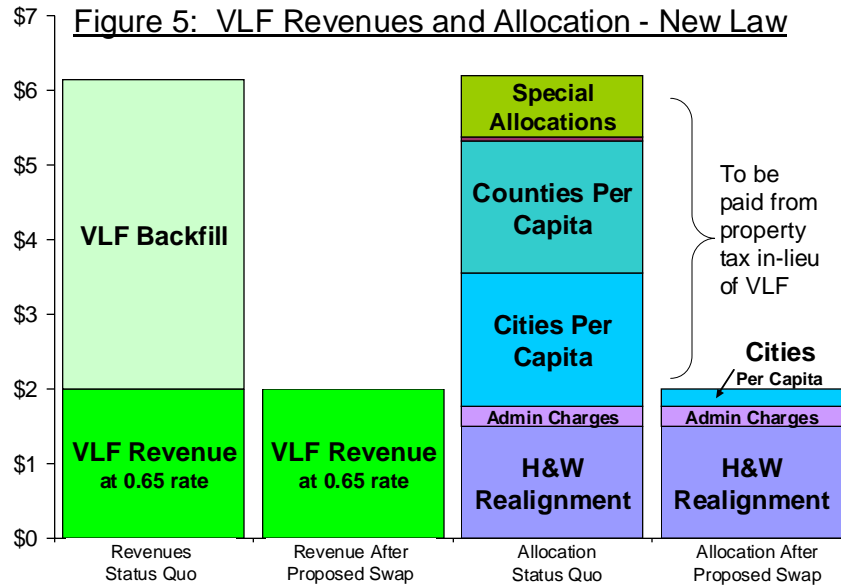 Figure 5:  VLF Revenues and Allocation - New Law
$7
$6
$5
$4
$3
$2
$1
$0
VLF Backfill
VLF Revenue
at 0.65 rate
VLF Revenue
at 0.65 rate
Special
Allocations
Counties Per
Capita
Cities Per
Capita
Admin Charges
H&W
Realignment
To be
paid from
property
tax in-lieu
of VLF
Cities
Per Capita
Admin Charges
H&W
Realignment
Revenues
Status Quo
Revenue After
Proposed Swap
Allocation
Status Quo
Allocation After
Proposed Swap